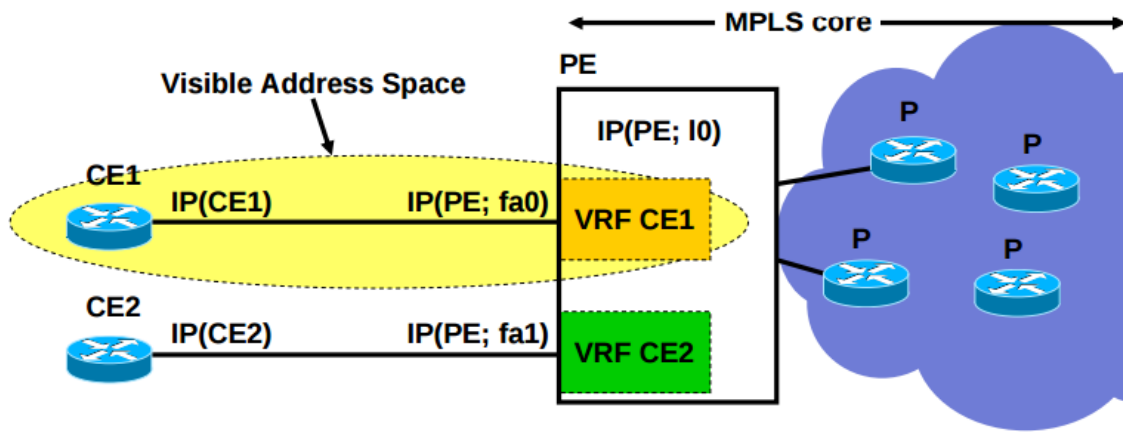 MPLS core
PE
Visible Address Space
IP(PE; l0)
P
P
CE1
IP(CE1)
IP(PE; fa0)
VRF CE1
P
P
CE2
IP(CE2)
IP(PE; fa1)
VRF CE2